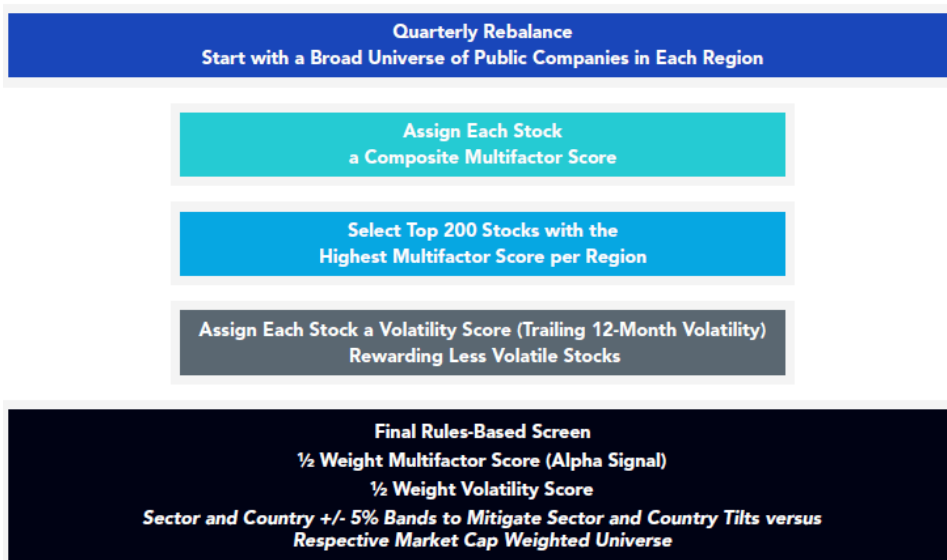 Quarterly Rebalance
Start with a Broad Universe of Public Companies in Each Region
Assign Each Stock
a Composite Multifactor Score
Select Top 200 Stocks with the
Highest Multifactor Score per Region
Assign Each Stock a Volatility Score (Trailing 12-Month Volatility)
Rewarding Less Volatile Stocks
Final Rules-Based Screen
½ Weight Multifactor Score (Alpha Signal)
½ Weight Volatility Score
Sector and Country +/- 5% Bands to Mitigate Sector and Country Tilts versus
Respective Market Cap Weighted Universe